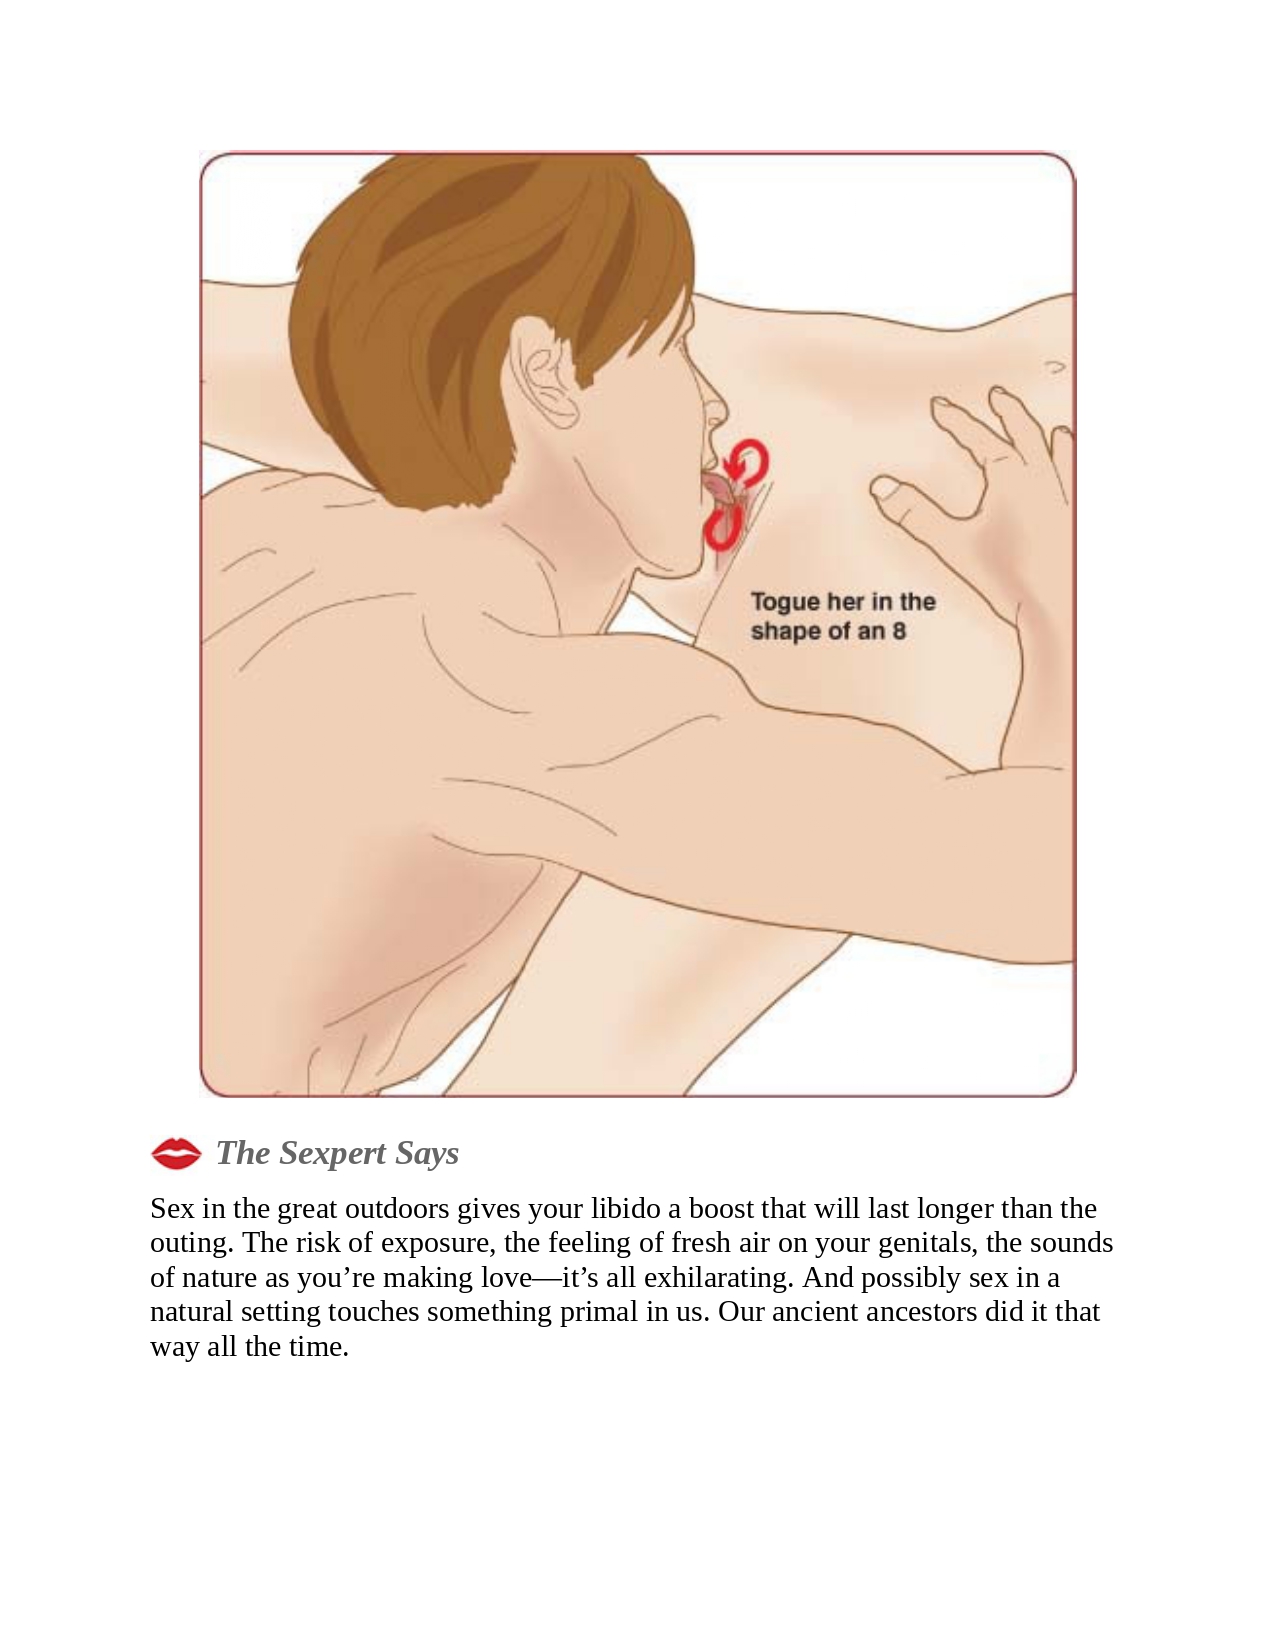 Togue her in the
shape of an 8
The Sexpert Says
Sex in the great outdoors gives your libido a boost that will last longer than the
outing. The risk of exposure, the feeling of fresh air on your genitals, the sounds
of nature as you’re making love—it’s all exhilarating. And possibly sex in a
natural setting touches something primal in us. Our ancient ancestors did it that
way all the time.